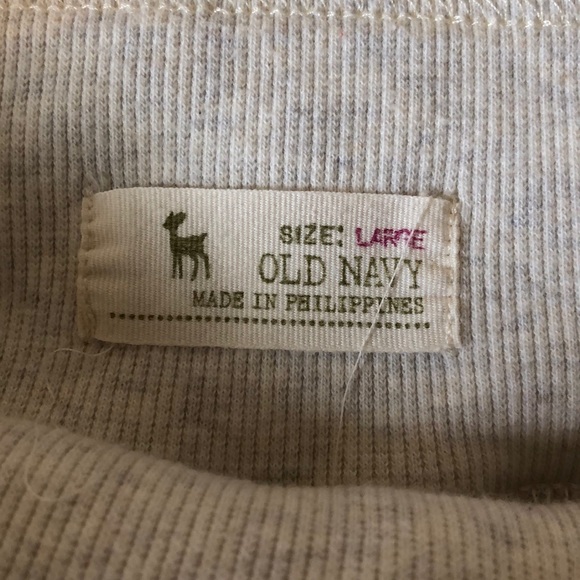 SIZE: LARGE
OLD NAVY
MADE IN PHILIPPINES